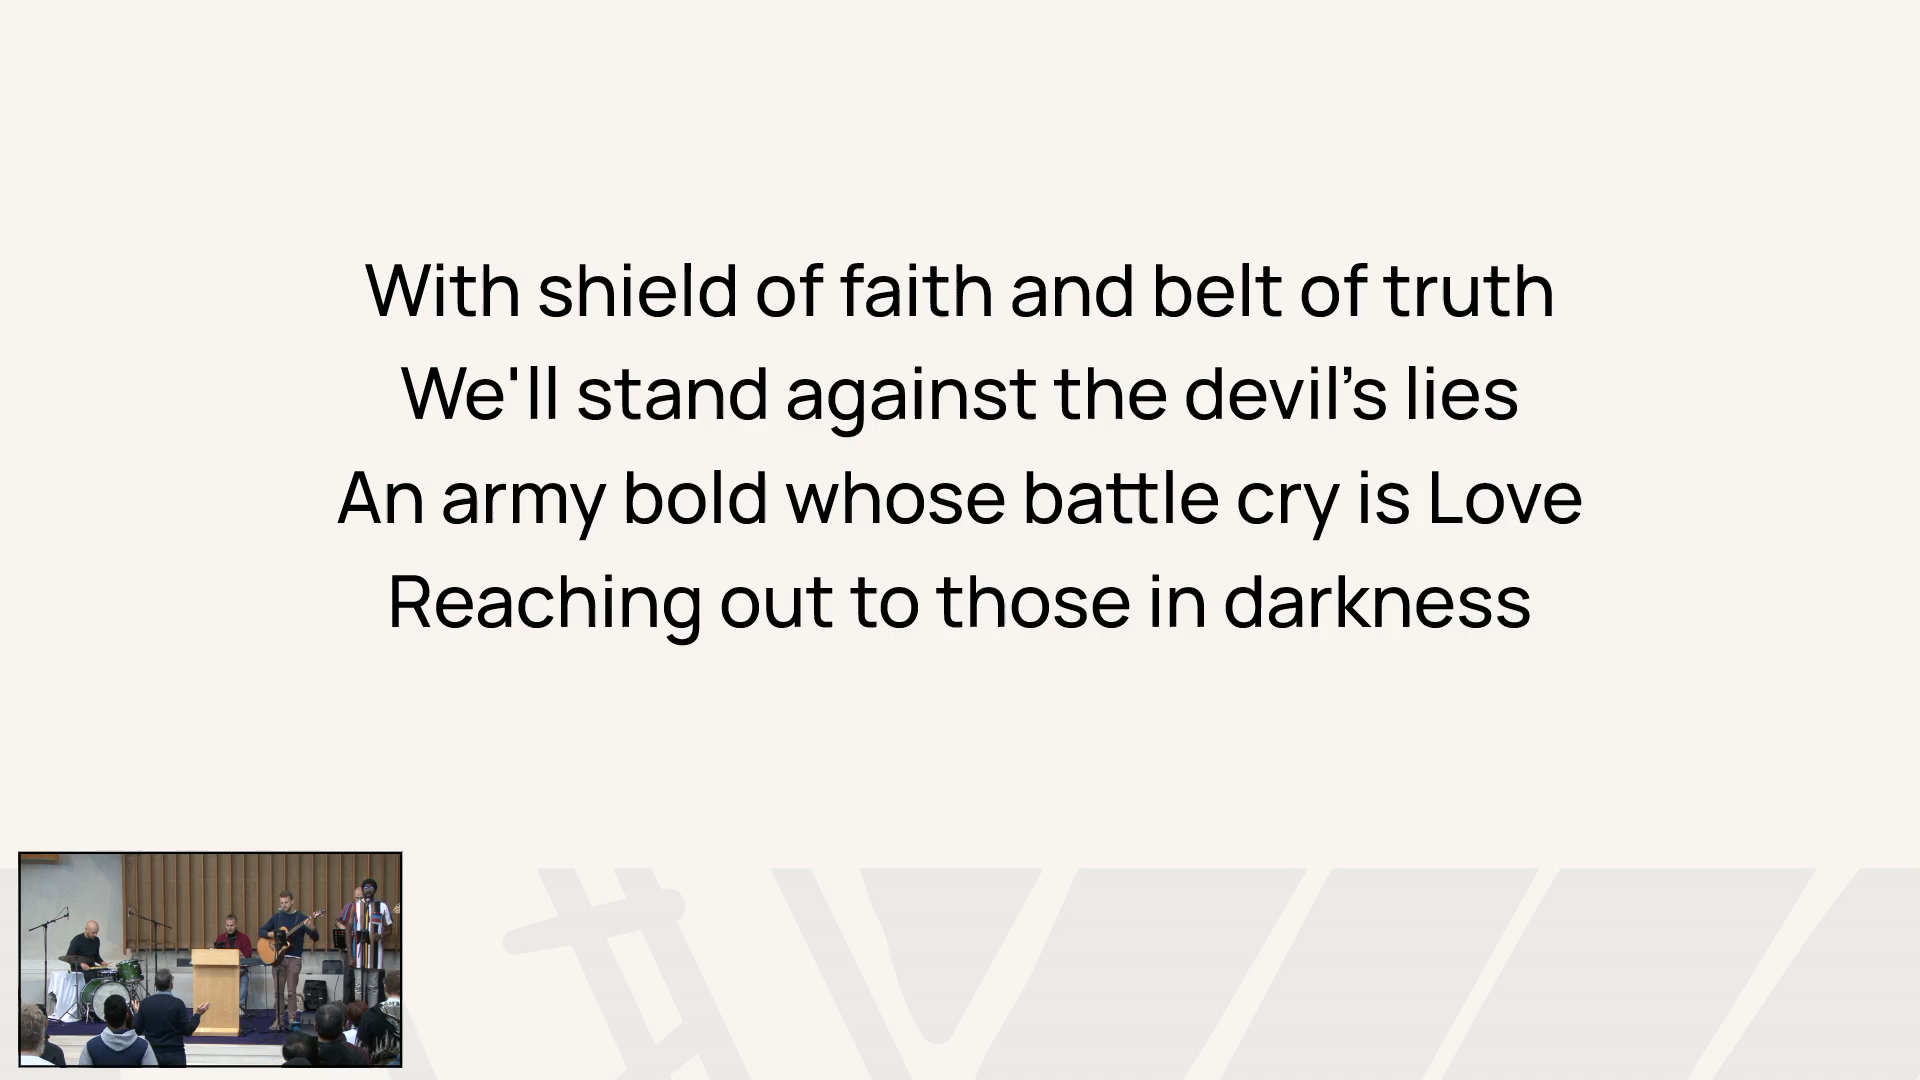 With shield of faith and belt of truth
We'll stand against the devil’s lies
An army bold whose battle cry is Love
Reaching out to those in darkness